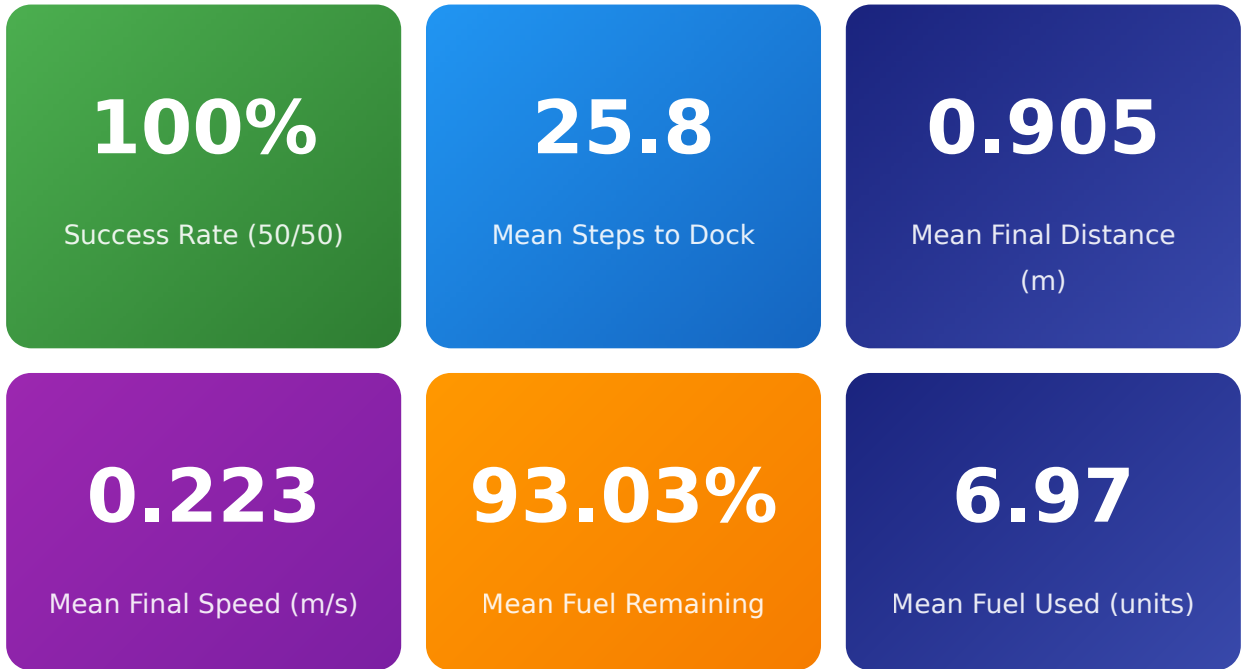 100%
Success Rate (50/50)
25.8
Mean Steps to Dock
0.905
Mean Final Distance
(m)
0.223
Mean Final Speed (m/s)
93.03%
Mean Fuel Remaining
6.97
Mean Fuel Used (units)